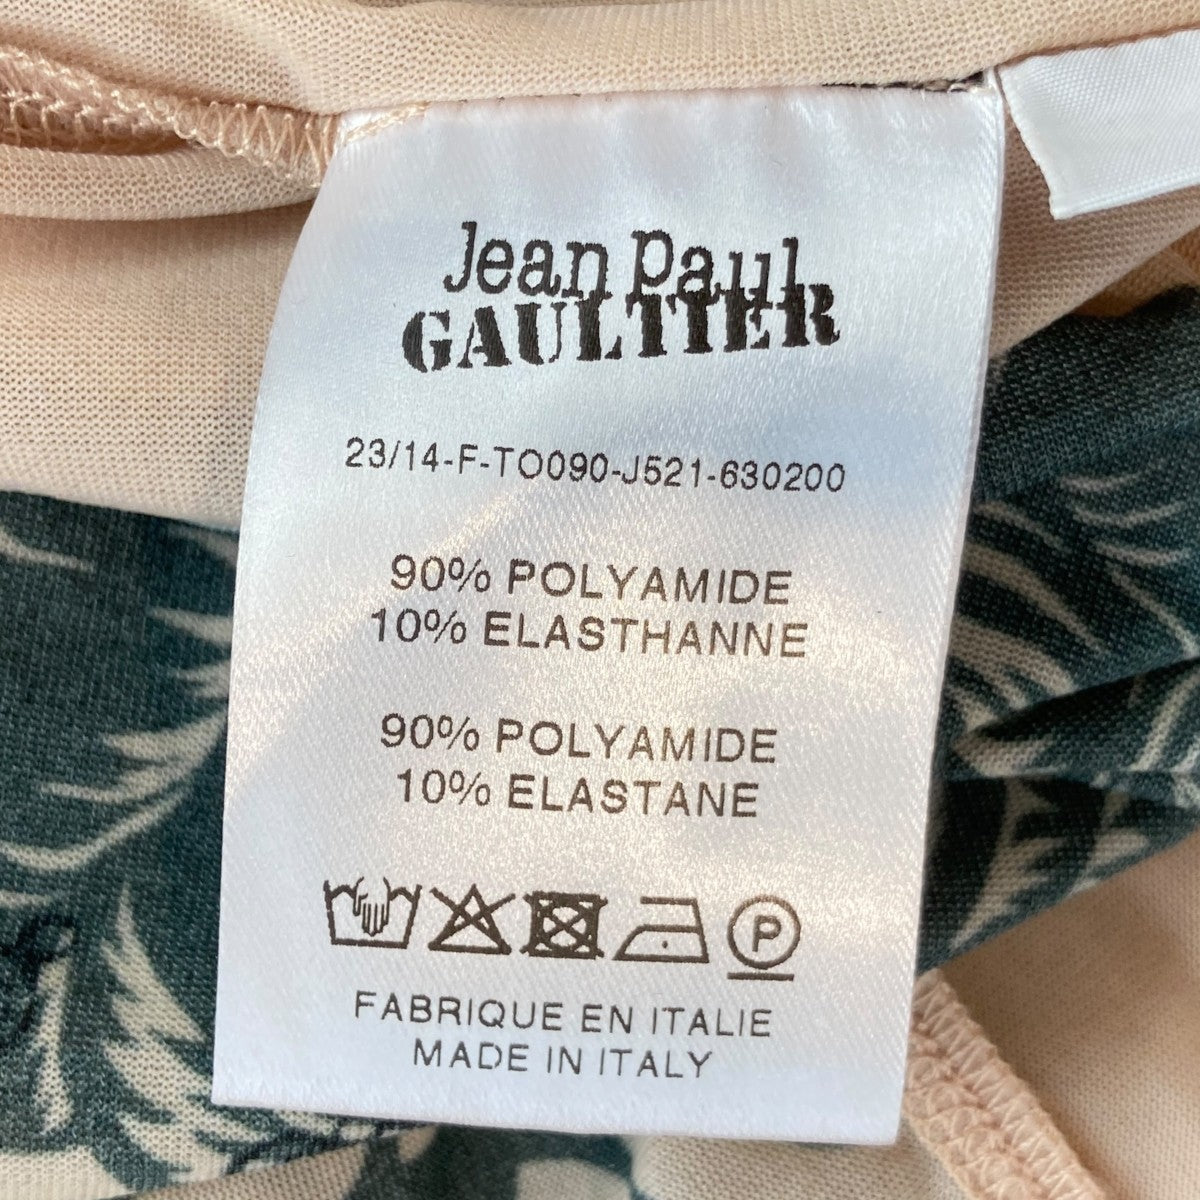 Jean Paul
GAULTIER
23/14-F-TO090-J521-630200
90% POLYAMIDE
10% ELASTHANNE
90% POLYAMIDE
10% ELASTANE
P
FABRIQUE EN ITALIE
MADE IN ITALY